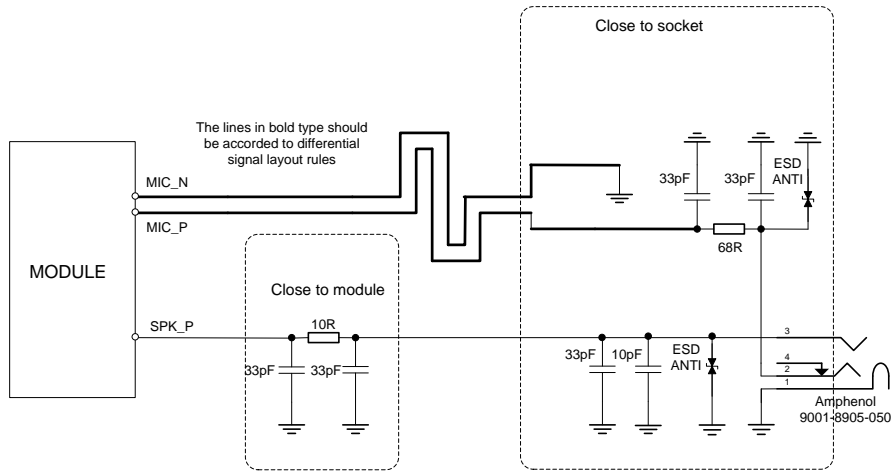 Close to socket
The lines in bold type should
be accorded to differential
signal layout rules
MIC_N
MIC_P
33pF
33pF
ESD
ANTI
68R
MODULE
Close to module
SPK_P
10R
33pF
33pF
33pF
10pF
ESD
ANTI
3
4
2
1
Amphenol
9001-8905-050